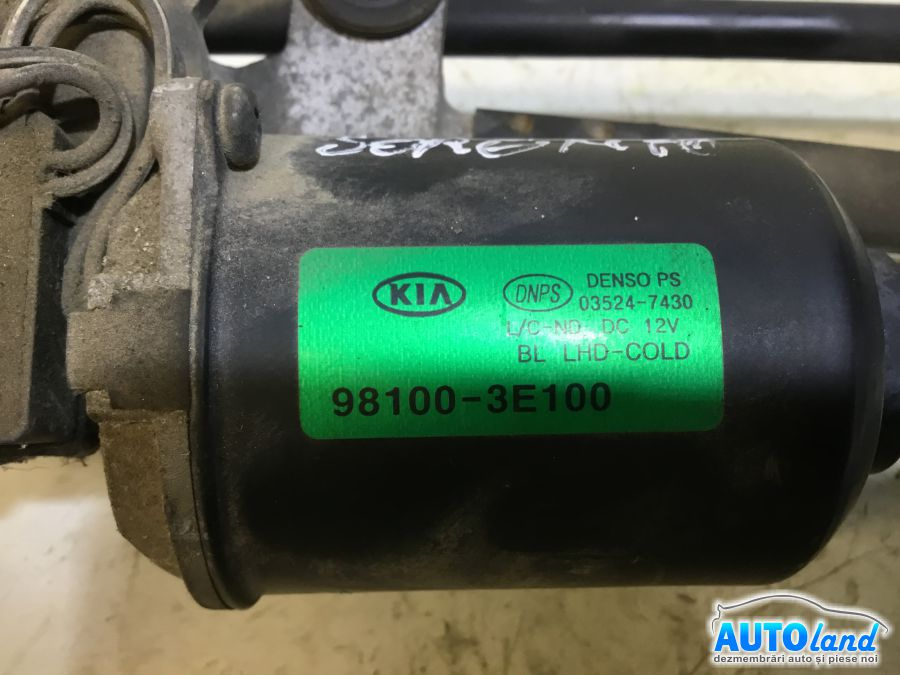 KIA
DNPS
DENSO PS
03524-7430
L/C-ND, DC 12V
BL LHD-COLD
98100-3E100
AUTOland
dezmembrări auto și piese noi